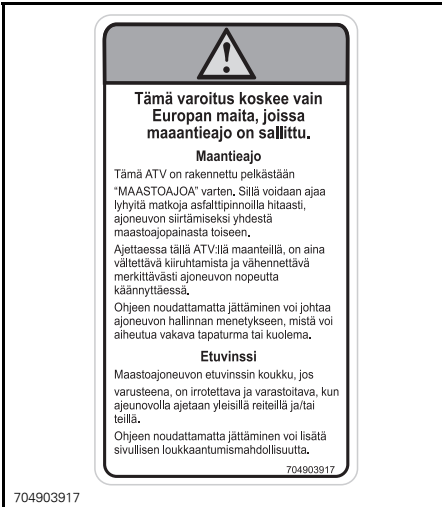 Tämä varoitus koskee vain
Europan maita, joissa
maaantieajo on sallittu.
Maantieajo
Tämä ATV on rakennettu pelkästään
“MAASTOAJOA” varten. Sillä voidaan ajaa
lyhyitä matkoja asfalttipinnoilla hitaasti,
ajoneuvon siirtämiseksi yhdestä
maastoajopainasta toiseen.
Ajettaessa tällä ATV:llä maanteillä, on aina
vältettävä kiiruhtamista ja vähennettävä
merkittävästi ajoneuvon nopeutta
käännyttäessä.
Ohjeen noudattamatta jättäminen voi johtaa
ajoneuvon hallinnan menetykseen, mistä voi
aiheutua vakava tapaturma tai kuolema.
Etuvinssi
Maastoajoneuvon etuvinssin koukku, jos
varusteena, on irrotettava ja varastoitava, kun
ajeunovolla ajetaan yleisillä reiteillä ja/tai
teillä.
Ohjeen noudattamatta jättäminen voi lisätä
sivullisen loukkaantumismahdollisuutta.
704903917
704903917